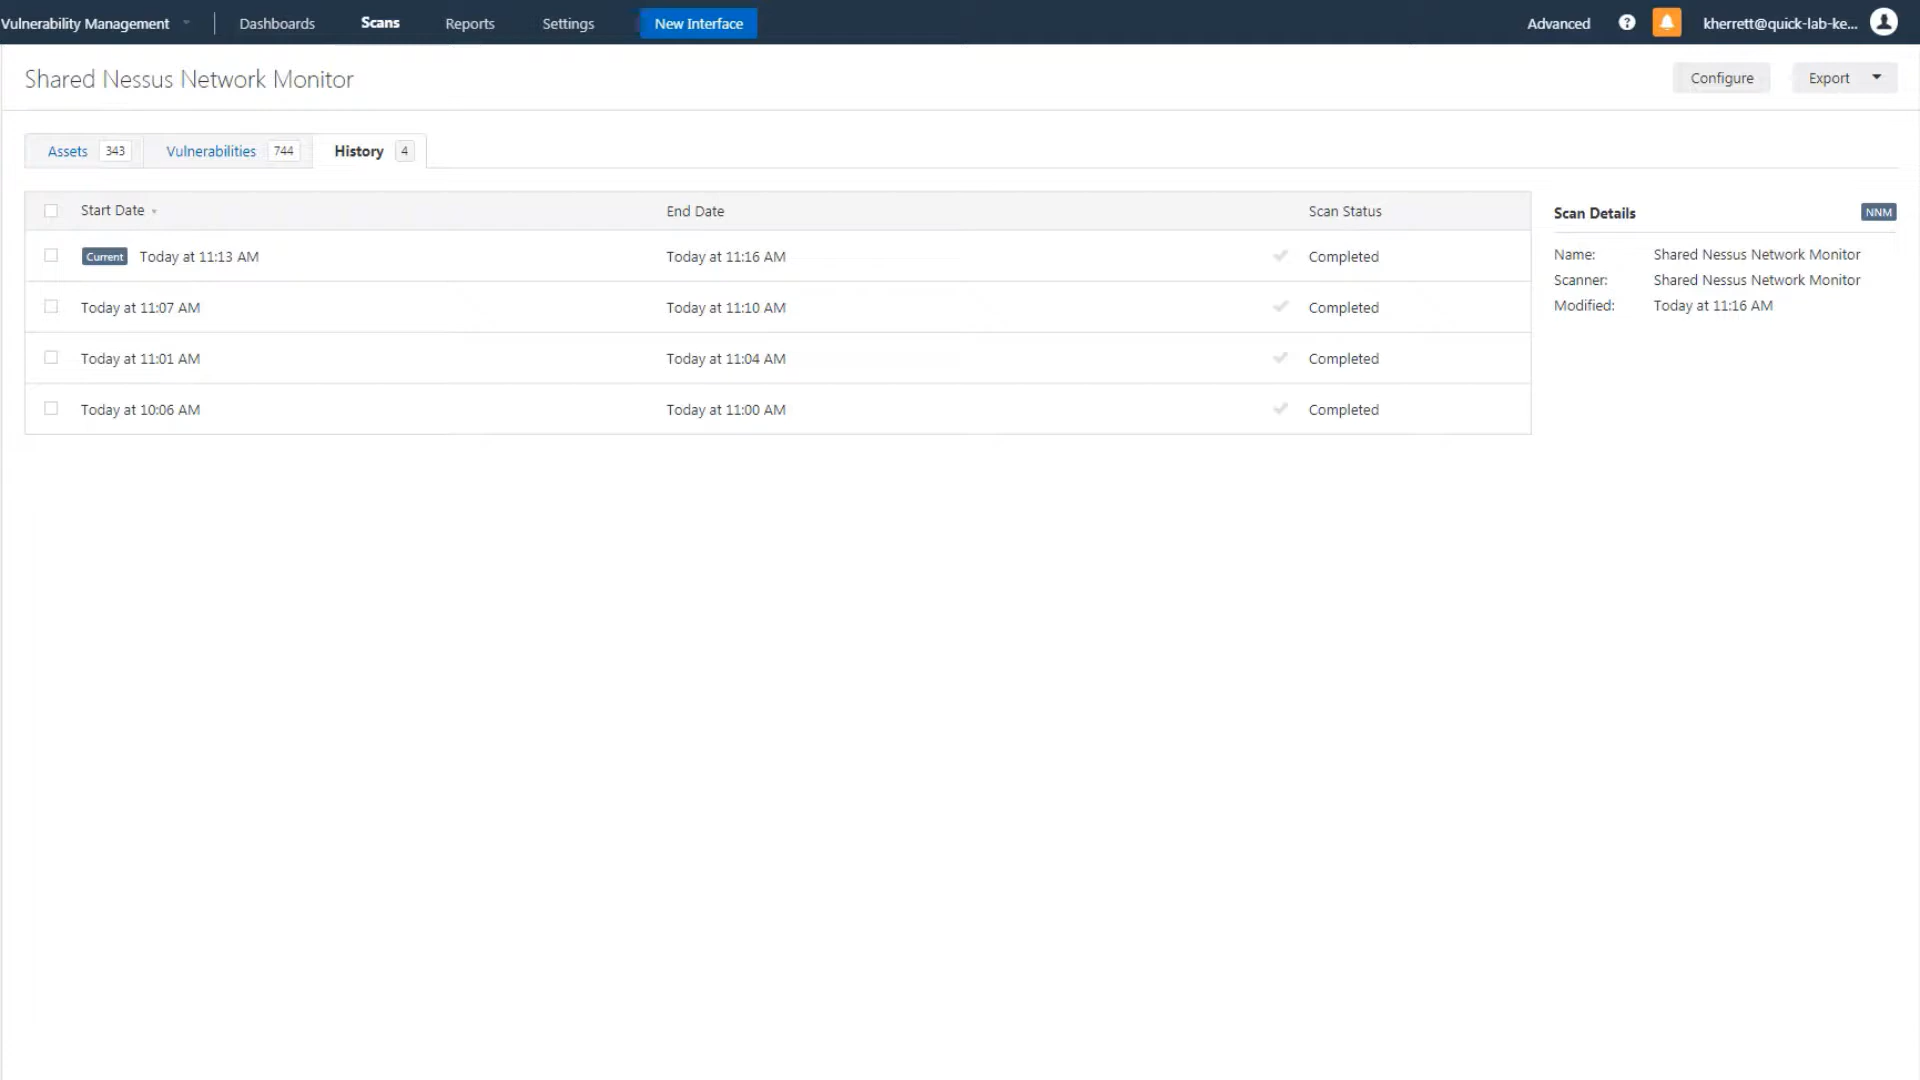 Vulnerability Management Dashboards Scans Reports Settings New Interface Advanced kherrett@quick-lab-ke...
Shared Nessus Network Monitor Configure Export
Assets 343 Vulnerabilities 744 History 4
Start Date End Date Scan Status
Current Today at 11:13 AM Today at 11:16 AM Completed
Today at 11:07 AM Today at 11:10 AM Completed
Today at 11:01 AM Today at 11:04 AM Completed
Today at 10:06 AM Today at 11:00 AM Completed
Scan Details NNM
Name: Shared Nessus Network Monitor
Scanner: Shared Nessus Network Monitor
Modified: Today at 11:16 AM